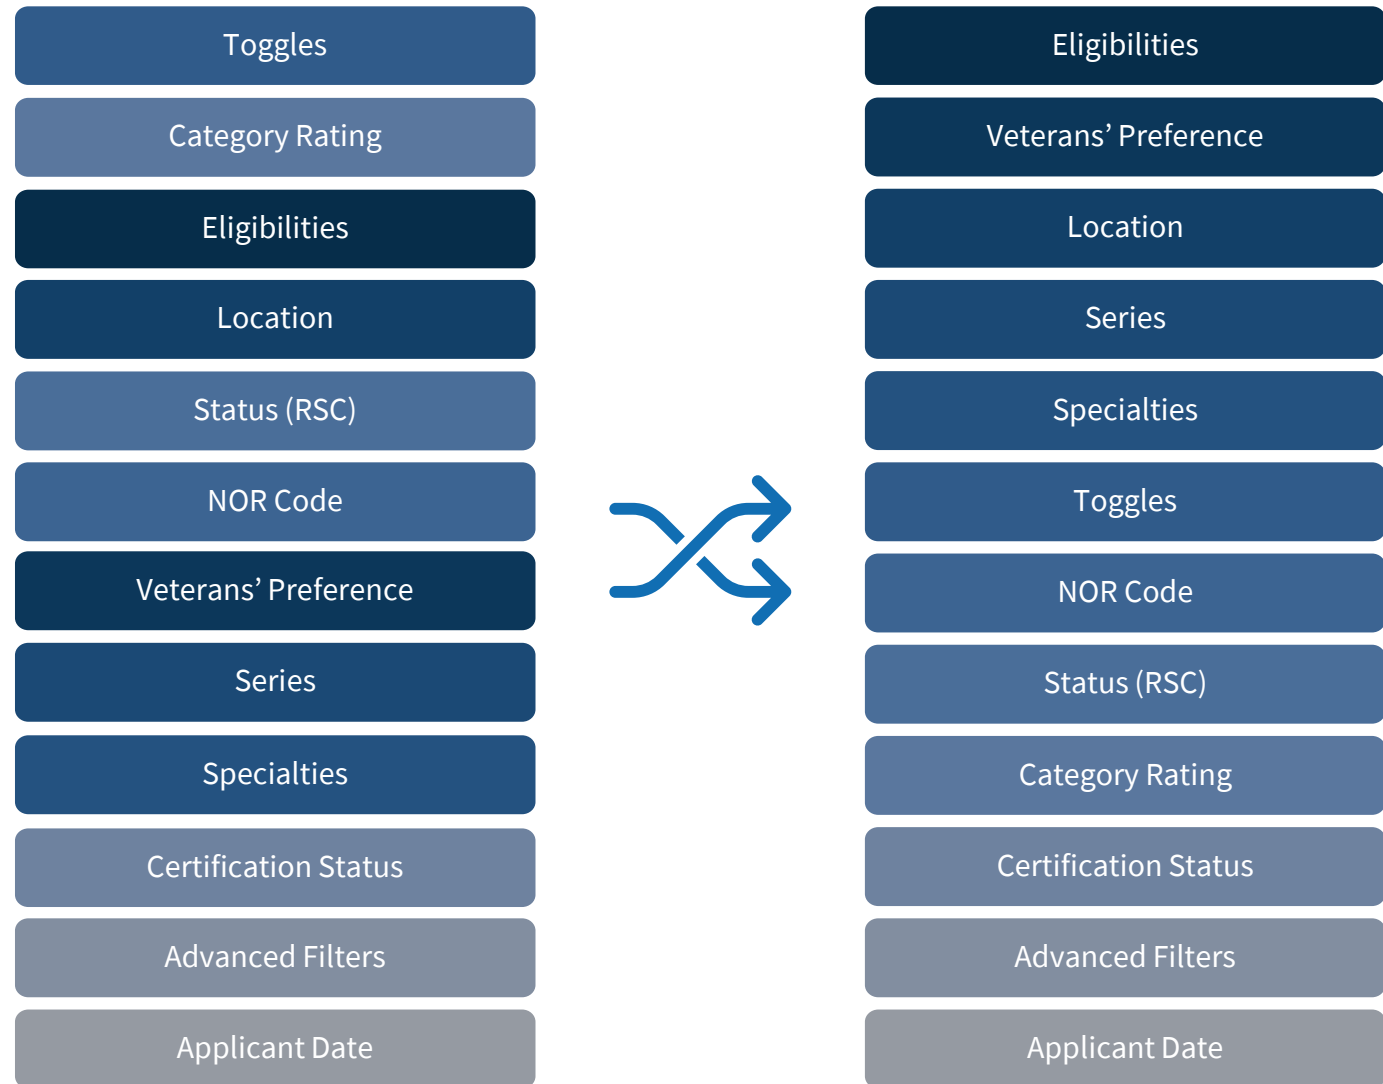 Toggles
Category Rating
Eligibilities
Location
Status (RSC)
NOR Code
Veterans’ Preference
Series
Specialties
Certification Status
Advanced Filters
Applicant Date
Eligibilities
Veterans’ Preference
Location
Series
Specialties
Toggles
NOR Code
Status (RSC)
Category Rating
Certification Status
Advanced Filters
Applicant Date